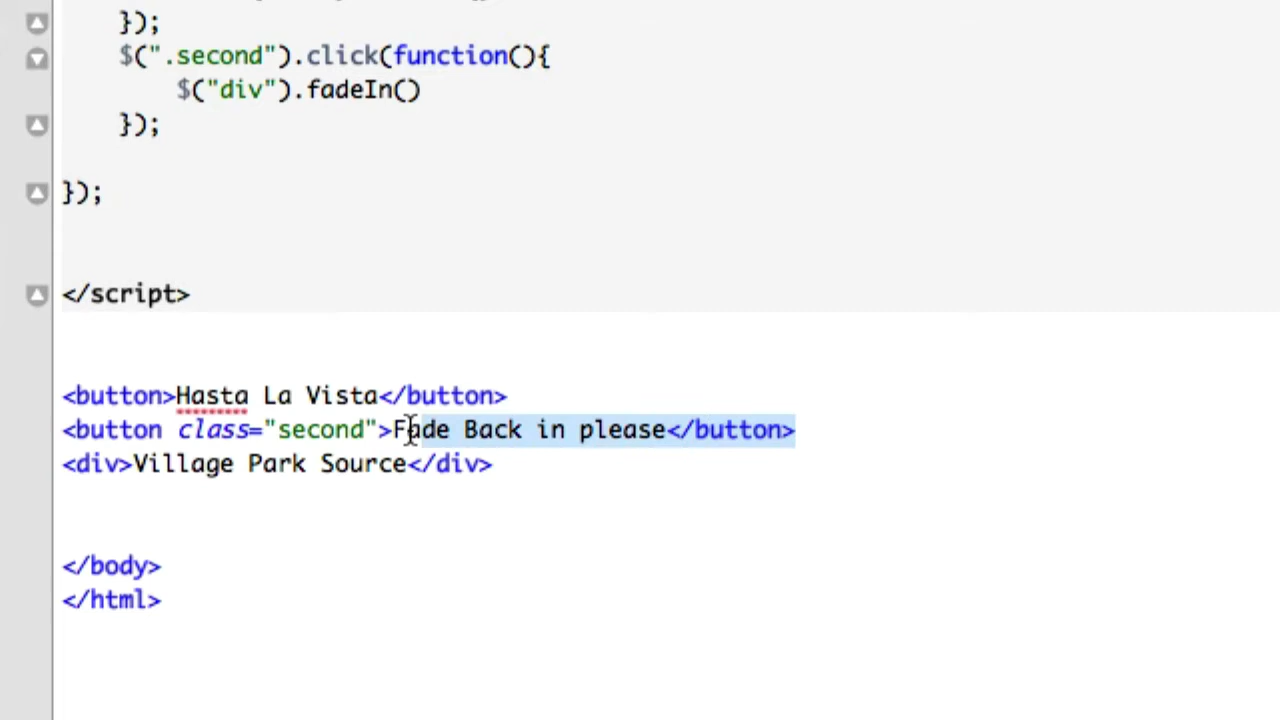 });
$(".second").click(function(){
$("div").fadeIn()
});
});
</script>
<button>Hasta La Vista</button>
<button class="second">Fade Back in please</button>
<div>Village Park Source</div>
</body>
</html>